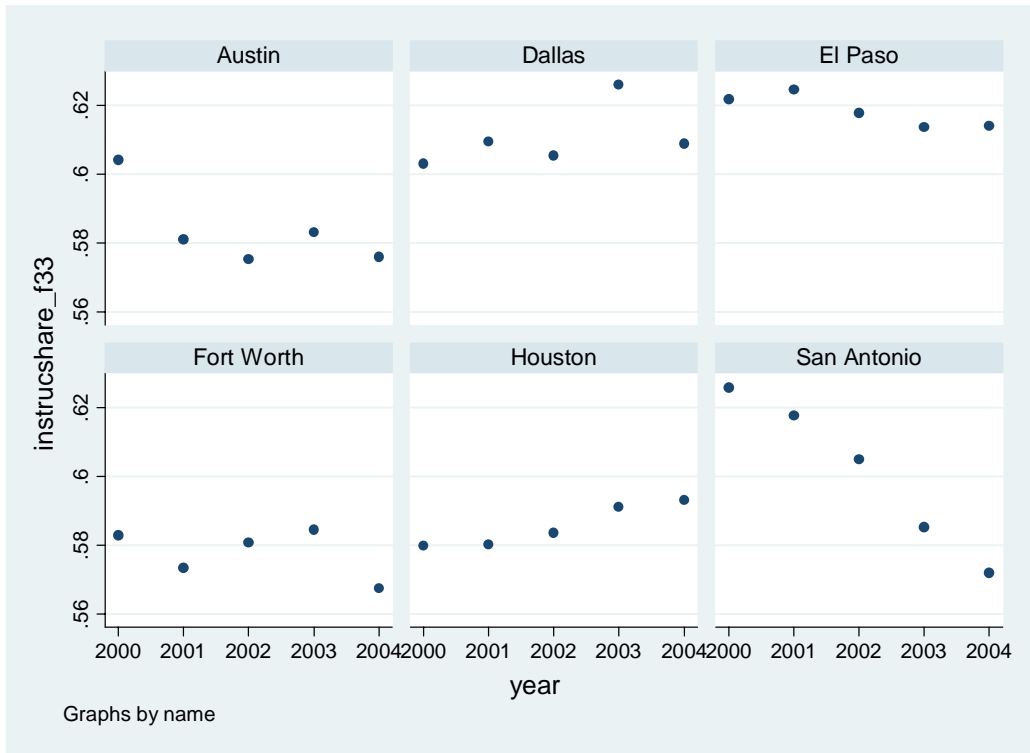 Austin Dallas El Paso
.62
.6
.58
.56
Fort Worth Houston San Antonio
.62
.6
.58
.56
instrucshare_f33
2000 2001 2002 2003 2004 2000 2001 2002 2003 2004 2000 2001 2002 2003 2004
year
Graphs by name